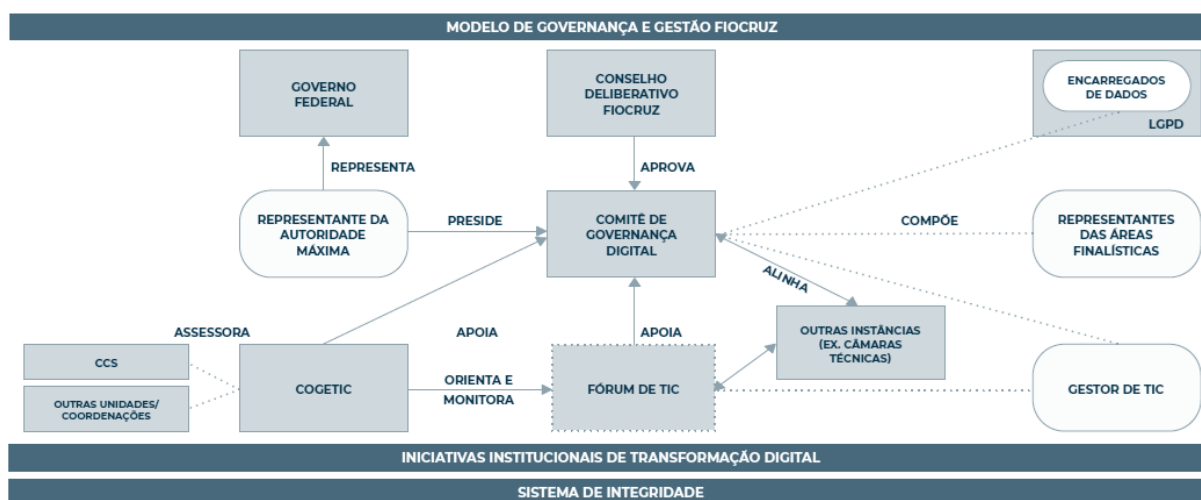 MODELO DE GOVERNANÇA E GESTÃO FIOCRUZ
GOVERNO
FEDERAL
CONSELHO
DELIBERATIVO
FIOCRUZ
ENCARREGADOS
DE DADOS
LGPD
REPRESENTA
APROVA
REPRESENTANTE DA
AUTORIDADE
MÁXIMA
PRESIDE
COMITÊ DE
GOVERNANÇA
DIGITAL
COMPÕE
REPRESENTANTES
DAS ÁREAS
FINALÍSTICAS
ALINHA
ASSESSORA
APOIA
APOIA
OUTRAS INSTÂNCIAS
(EX. CÂMARAS
TÉCNICAS)
CCS
OUTRAS UNIDADES/
COORDENAÇÕES
COGETIC
ORIENTA E
MONITORA
FÓRUM DE TIC
GESTOR DE TIC
INICIATIVAS INSTITUCIONAIS DE TRANSFORMAÇÃO DIGITAL
SISTEMA DE INTEGRIDADE